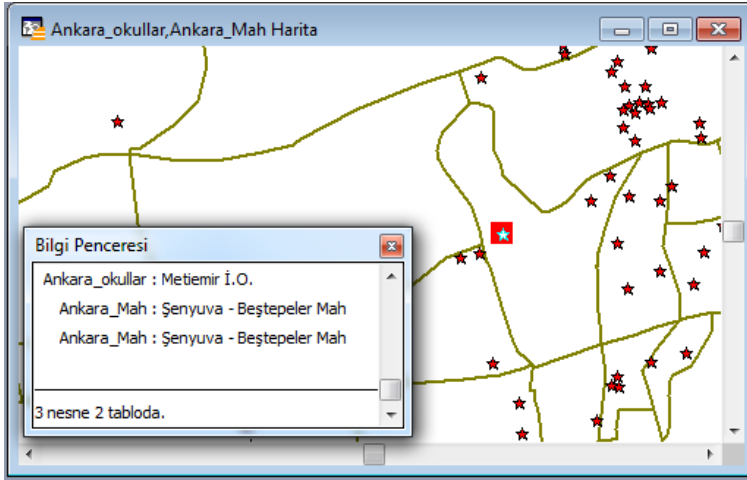 Ankara_okullar,Ankara_Mah Harita
Bilgi Penceresi
Ankara_okullar : Metiemir İ.O.
Ankara_Mah : Şenyuva - Beştepeler Mah
Ankara_Mah : Şenyuva - Beştepeler Mah
3 nesne 2 tabloda.